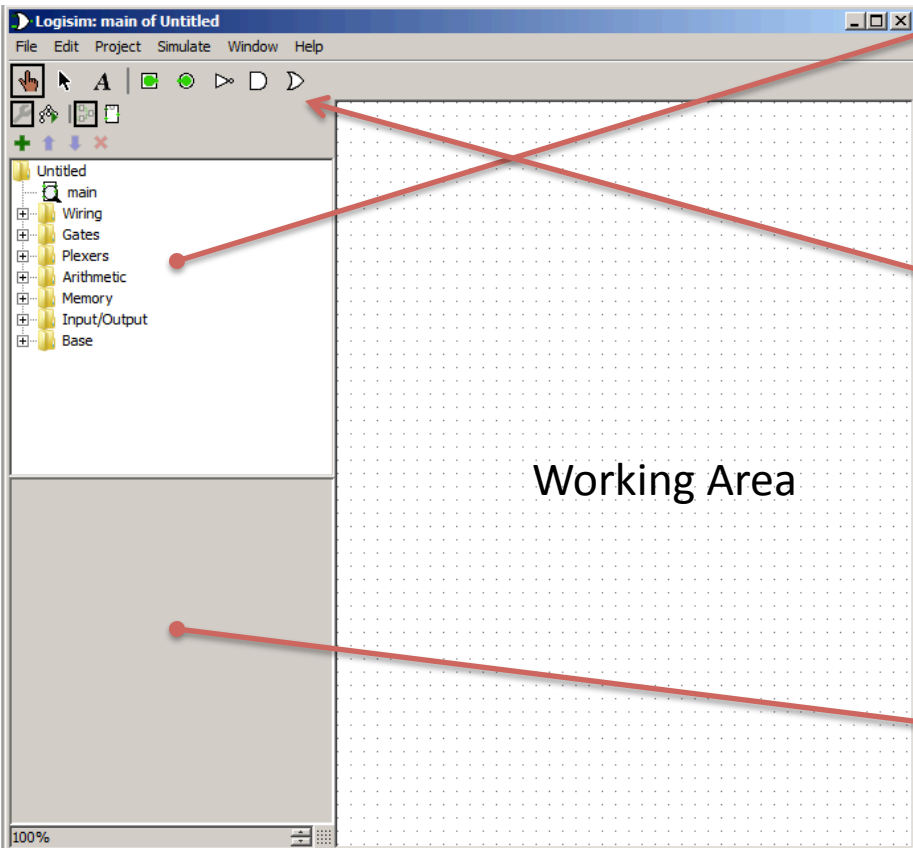 Logisim: main of Untitled
File Edit Project Simulate Window Help
A
Untitled
main
Wiring
Gates
Plexers
Arithmetic
Memory
Input/Output
Base
Working Area
100%